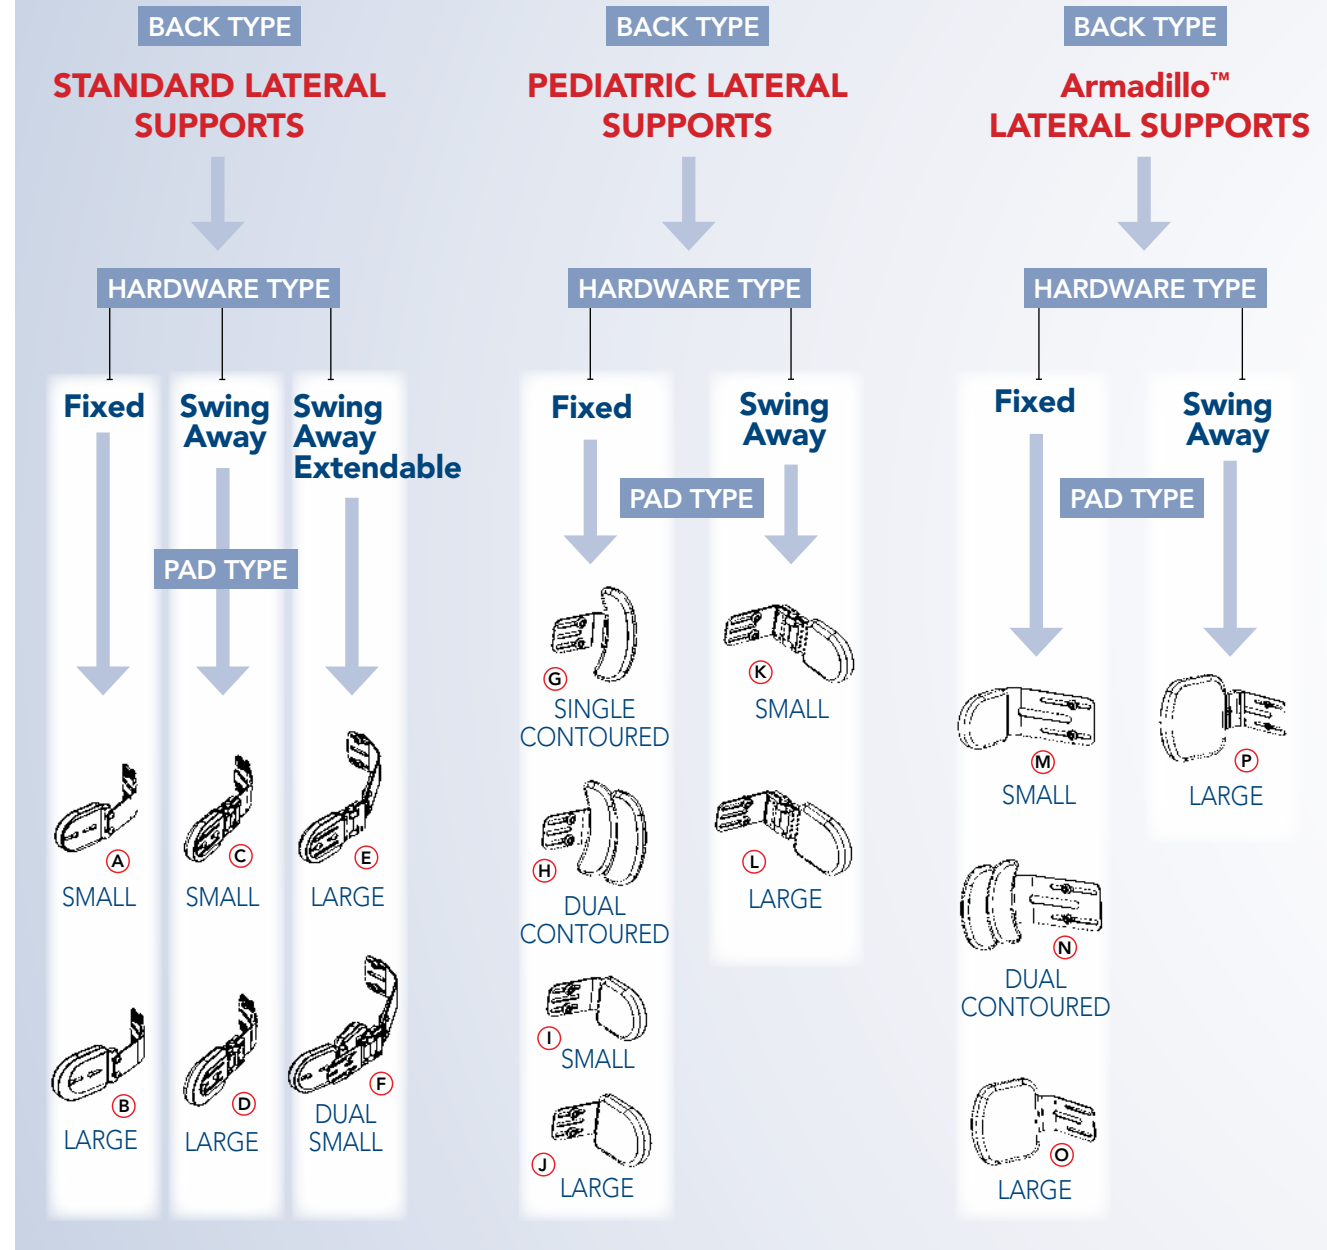 BACK TYPE
STANDARD LATERAL
SUPPORTS
HARDWARE TYPE
Fixed
Swing
Away
Swing
Away
Extendable
PAD TYPE
A
SMALL
C
SMALL
E
LARGE
B
LARGE
D
LARGE
F
DUAL
SMALL
BACK TYPE
PEDIATRIC LATERAL
SUPPORTS
HARDWARE TYPE
Fixed
Swing
Away
PAD TYPE
G
SINGLE
CONTOURED
H
DUAL
CONTOURED
I
SMALL
J
LARGE
K
SMALL
L
LARGE
BACK TYPE
Armadillo™
LATERAL SUPPORTS
HARDWARE TYPE
Fixed
Swing
Away
PAD TYPE
M
SMALL
N
DUAL
CONTOURED
O
LARGE
P
LARGE